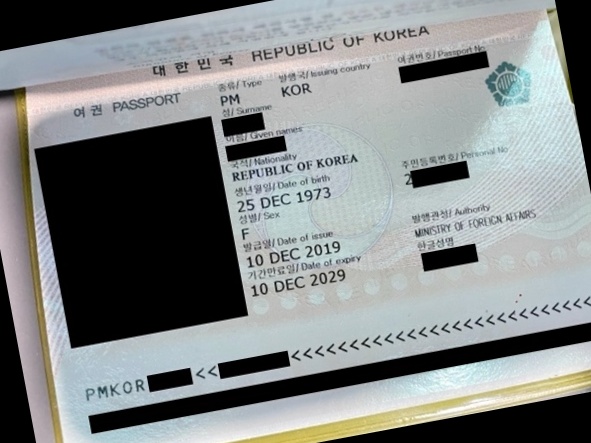 대한민국 REPUBLIC OF KOREA
여권 PASSPORT
종류/Type 발행국/Issuing country 여권번호/Passport No
PM KOR
성/Surname
이름/Given names
국적/Nationality
REPUBLIC OF KOREA
주민등록번호/Personal No
2
생년월일/Date of birth
25 DEC 1973
성별/Sex
F
발행관청/Authority
MINISTRY OF FOREIGN AFFAIRS
발급일/Date of issue
10 DEC 2019
한글성명
기간만료일/Date of expiry
10 DEC 2029
PMKOR << <<<<<<<<<<<<<<<<<<<<<<<<<<<<<<